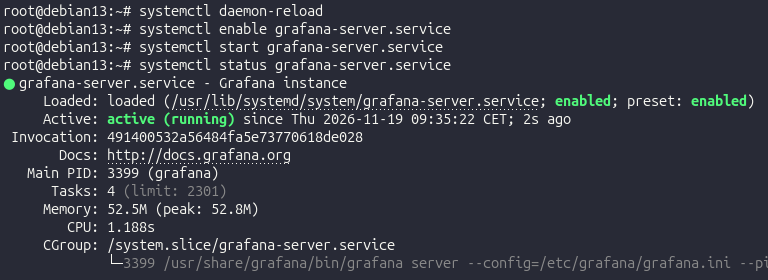 root@debian13:~# systemctl daemon-reload
root@debian13:~# systemctl enable grafana-server.service
root@debian13:~# systemctl start grafana-server.service
root@debian13:~# systemctl status grafana-server.service
● grafana-server.service - Grafana instance
Loaded: loaded (/usr/lib/systemd/system/grafana-server.service; enabled; preset: enabled)
Active: active (running) since Thu 2026-11-19 09:35:22 CET; 2s ago
Invocation: 491400532a56484fa5e73770618de028
Docs: http://docs.grafana.org
Main PID: 3399 (grafana)
Tasks: 4 (limit: 2301)
Memory: 52.5M (peak: 52.8M)
CPU: 1.188s
CGroup: /system.slice/grafana-server.service
└─3399 /usr/share/grafana/bin/grafana server --config=/etc/grafana/grafana.ini --pi